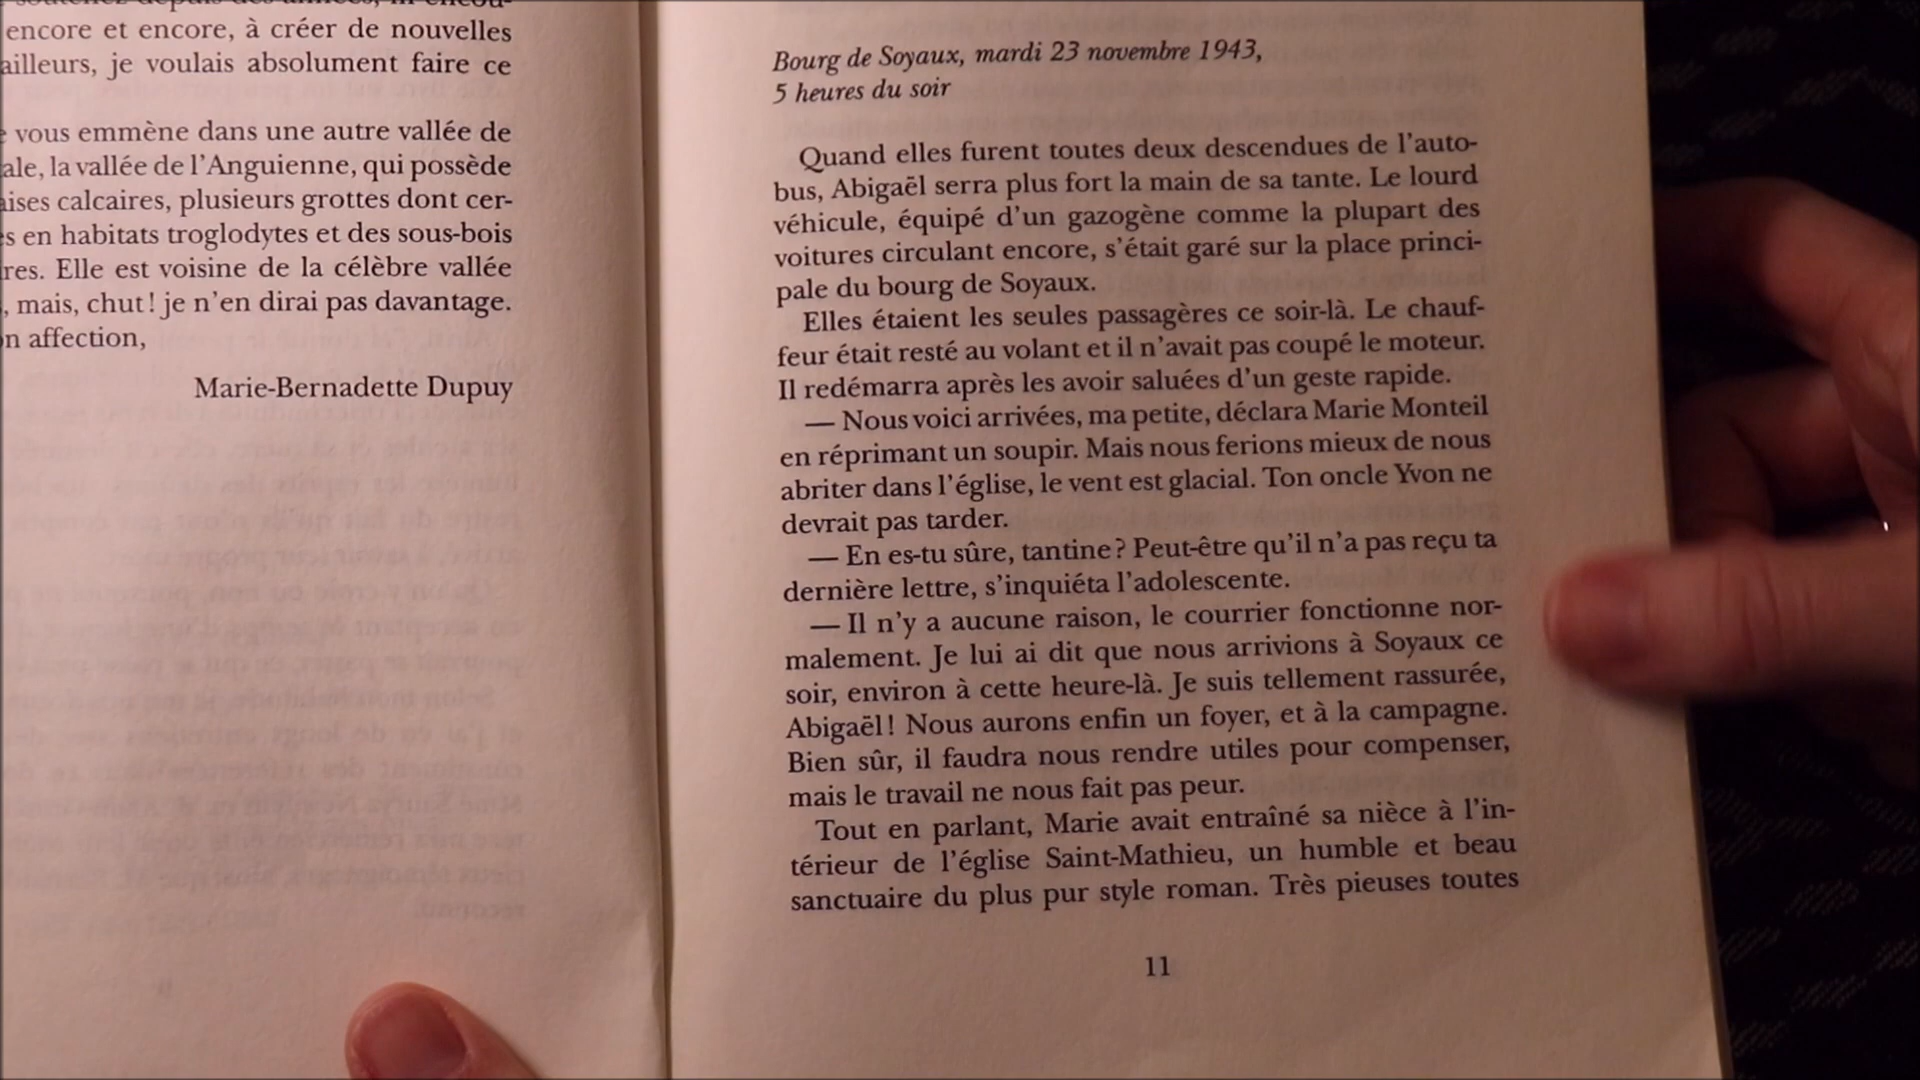 encore et encore, à créer de nouvelles
ailleurs, je voulais absolument faire ce
vous emmène dans une autre vallée de
la vallée de l'Anguienne, qui possède
calcaires, plusieurs grottes dont cer-
en habitats troglodytes et des sous-bois
Elle est voisine de la célèbre vallée
, mais, chut ! je n'en dirai pas davantage.
affection,
Marie-Bernadette Dupuy
Bourg de Soyaux, mardi 23 novembre 1943,
5 heures du soir
Quand elles furent toutes deux descendues de l'auto-
bus, Abigaël serra plus fort la main de sa tante. Le lourd
véhicule, équipé d'un gazogène comme la plupart des
voitures circulant encore, s'était garé sur la place princi-
pale du bourg de Soyaux.
Elles étaient les seules passagères ce soir-là. Le chauf-
feur était resté au volant et il n'avait pas coupé le moteur.
Il redémarra après les avoir saluées d'un geste rapide.
— Nous voici arrivées, ma petite, déclara Marie Monteil
en réprimant un soupir. Mais nous ferions mieux de nous
abriter dans l'église, le vent est glacial. Ton oncle Yvon ne
devrait pas tarder.
— En es-tu sûre, tantine ? Peut-être qu'il n'a pas reçu ta
dernière lettre, s'inquiéta l'adolescente.
— Il n'y a aucune raison, le courrier fonctionne nor-
malement. Je lui ai dit que nous arrivions à Soyaux ce
soir, environ à cette heure-là. Je suis tellement rassurée,
Abigaël ! Nous aurons enfin un foyer, et à la campagne.
Bien sûr, il faudra nous rendre utiles pour compenser,
mais le travail ne nous fait pas peur.
Tout en parlant, Marie avait entraîné sa nièce à l'in-
térieur de l'église Saint-Mathieu, un humble et beau
sanctuaire du plus pur style roman. Très pieuses toutes
11